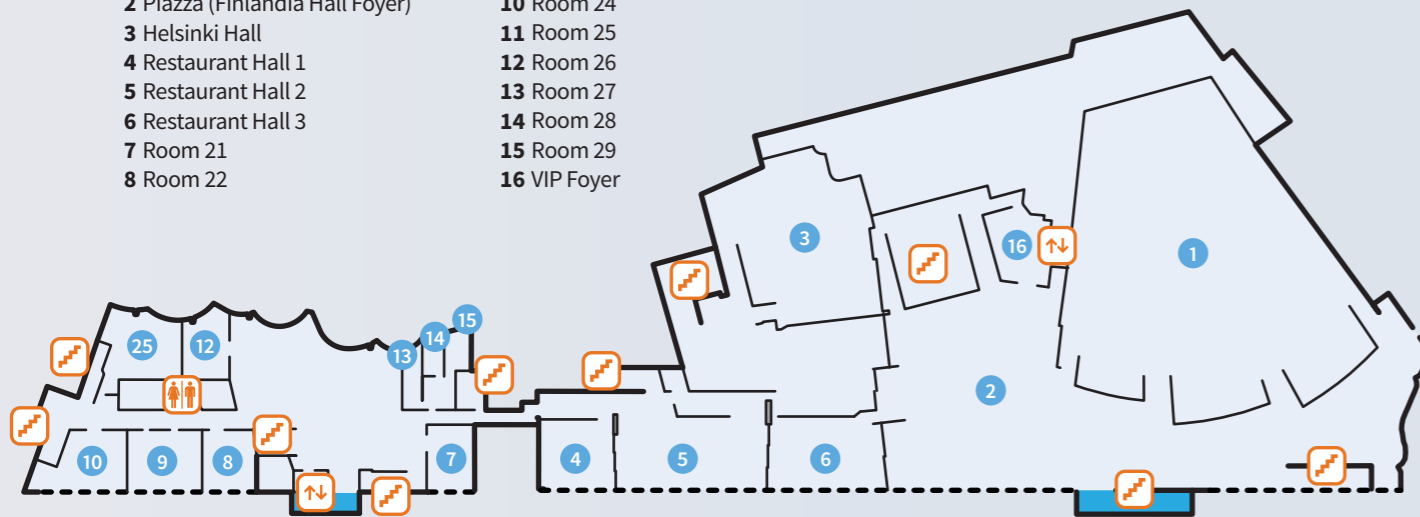 2 Piazza (Finlandia Hall Foyer)
3 Helsinki Hall
4 Restaurant Hall 1
5 Restaurant Hall 2
6 Restaurant Hall 3
7 Room 21
8 Room 22
10 Room 24
11 Room 25
12 Room 26
13 Room 27
14 Room 28
15 Room 29
16 VIP Foyer
3
16
1
15
14
13
25
12
2
10
9
8
7
4
5
6